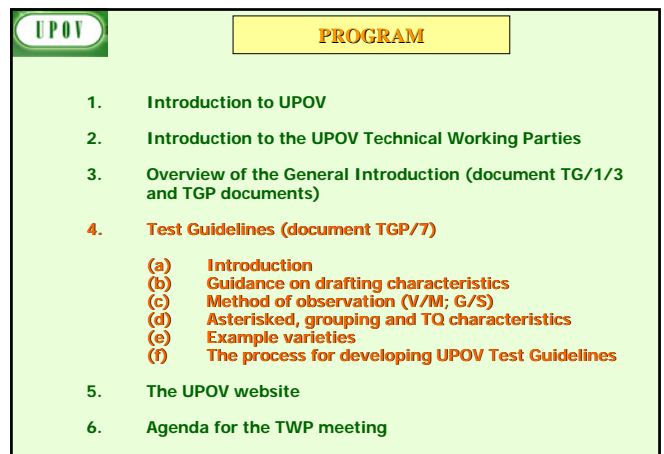 UPOV
PROGRAM
1. Introduction to UPOV
2. Introduction to the UPOV Technical Working Parties
3. Overview of the General Introduction (document TG/1/3
and TGP documents)
4. Test Guidelines (document TGP/7)
(a) Introduction
(b) Guidance on drafting characteristics
(c) Method of observation (V/M; G/S)
(d) Asterisked, grouping and TQ characteristics
(e) Example varieties
(f) The process for developing UPOV Test Guidelines
5. The UPOV website
6. Agenda for the TWP meeting